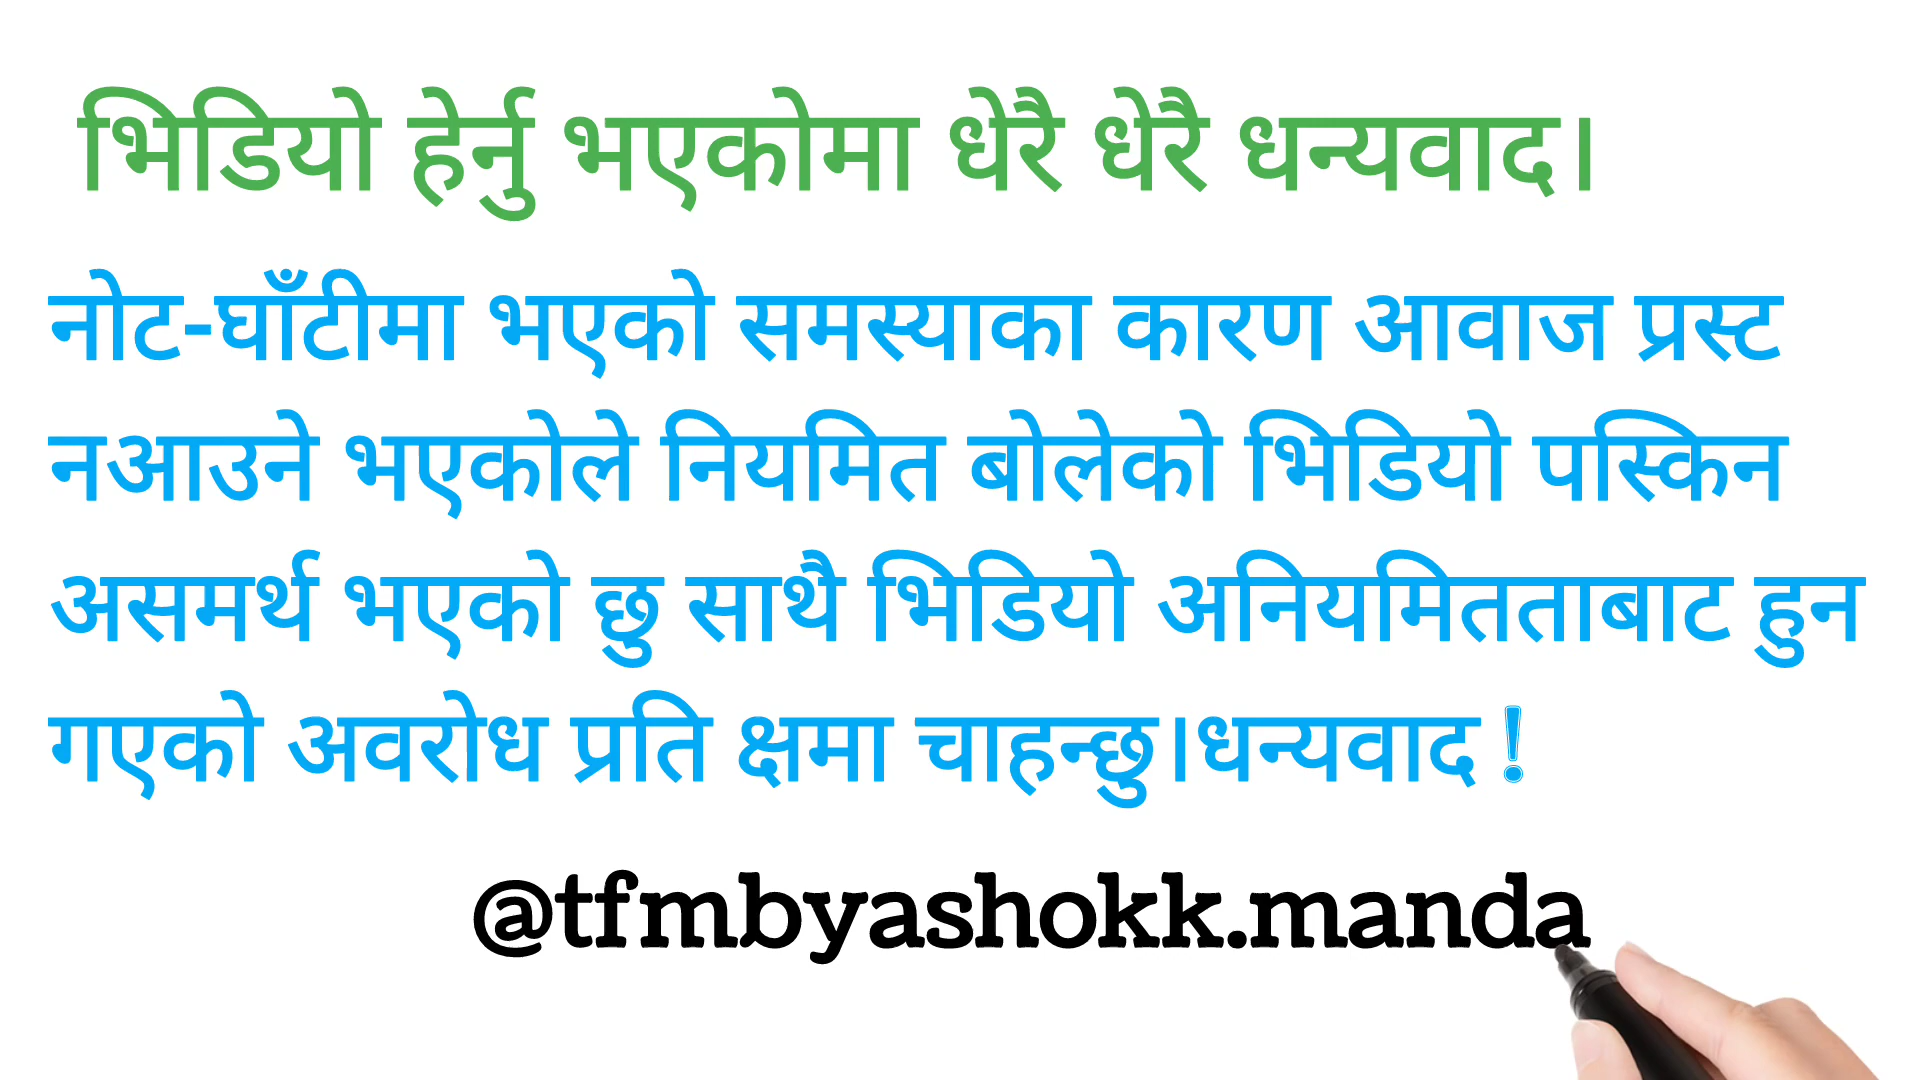 भिडियो हेर्नु भएकोमा धेरै धेरै धन्यवाद।
नोट-घाँटीमा भएको समस्याका कारण आवाज प्रस्ट
नआउने भएकोले नियमित बोलेको भिडियो पस्किन
असमर्थ भएको छु साथै भिडियो अनियमितताबाट हुन
गएको अवरोध प्रति क्षमा चाहन्छु।धन्यवाद !
@tfmbyashokk.manda